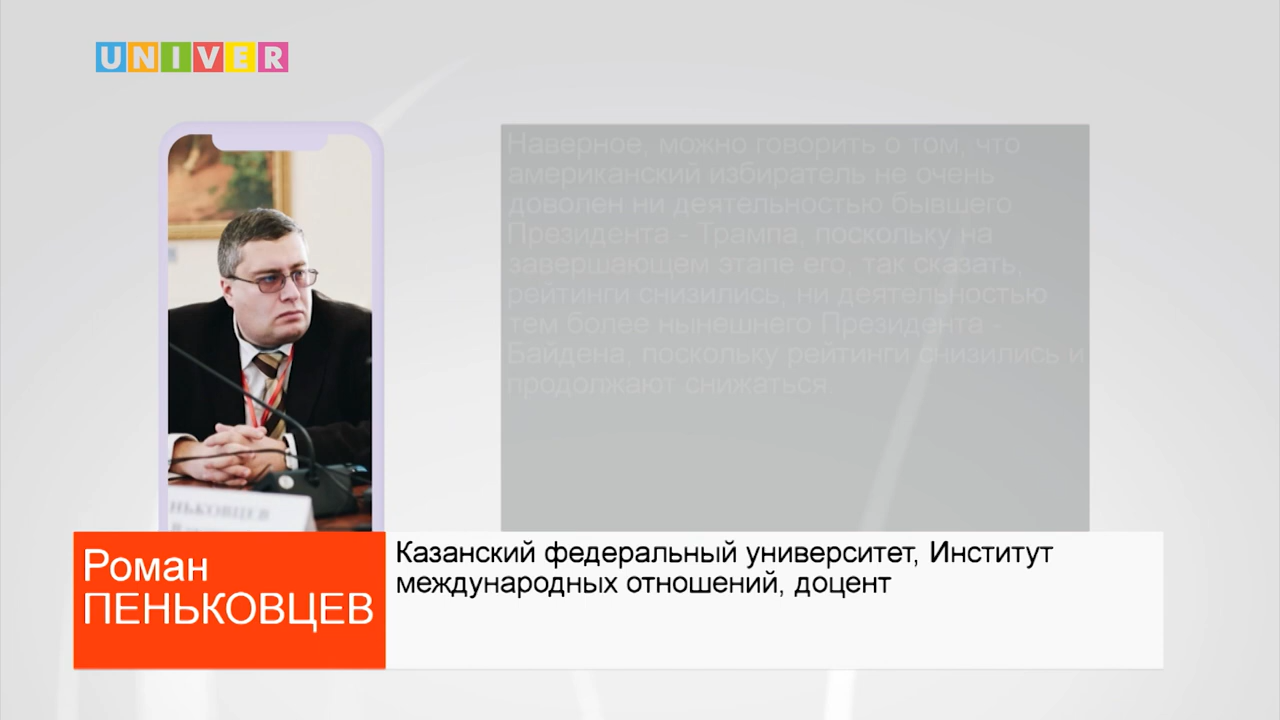 UNIVER
Наверное, можно говорить о том, что
американский избиратель не очень
доволен ни деятельностью бывшего
Президента - Трампа, поскольку на
завершающем этапе его, так сказать,
рейтинги снизились, ни деятельностью
тем более нынешнего Президента -
Байдена, поскольку рейтинги снизились и
продолжают снижаться.
НЬКОВЦЕВ
Роман
ПЕНЬКОВЦЕВ
Казанский федеральный университет, Институт
международных отношений, доцент